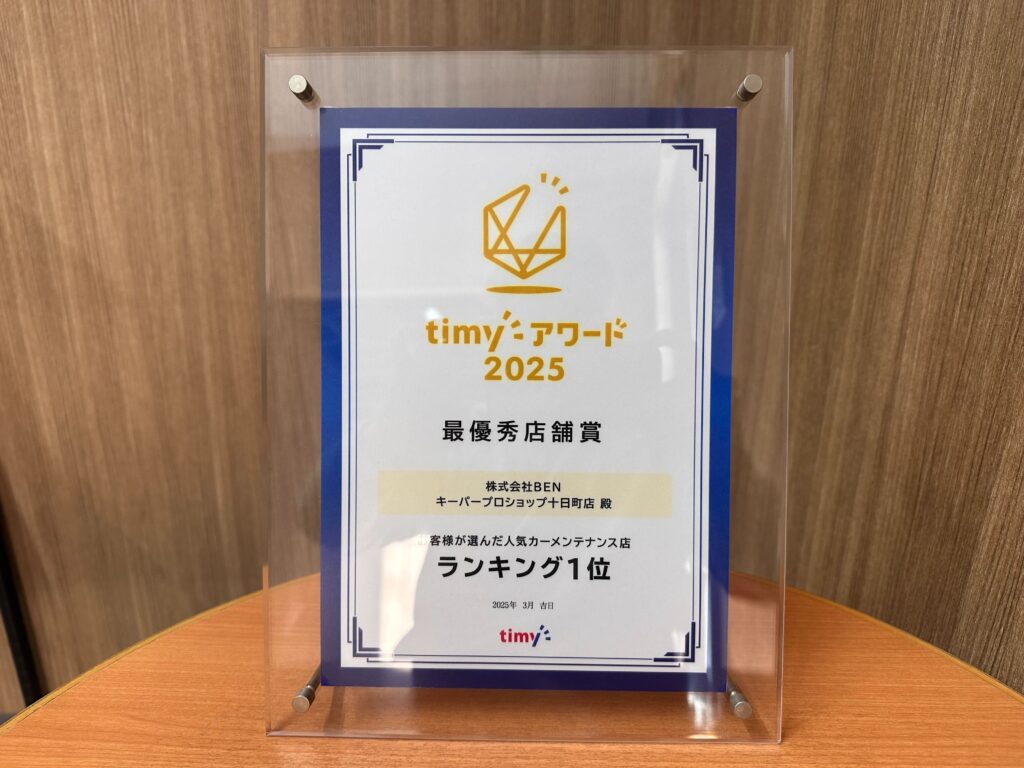 timy アワード
2025
最優秀店舗賞
株式会社BEN
キーパープロショップ十日町店 殿
お客様が選んだ人気カーメンテナンス店
ランキング1位
2025年 3月 吉日
timy